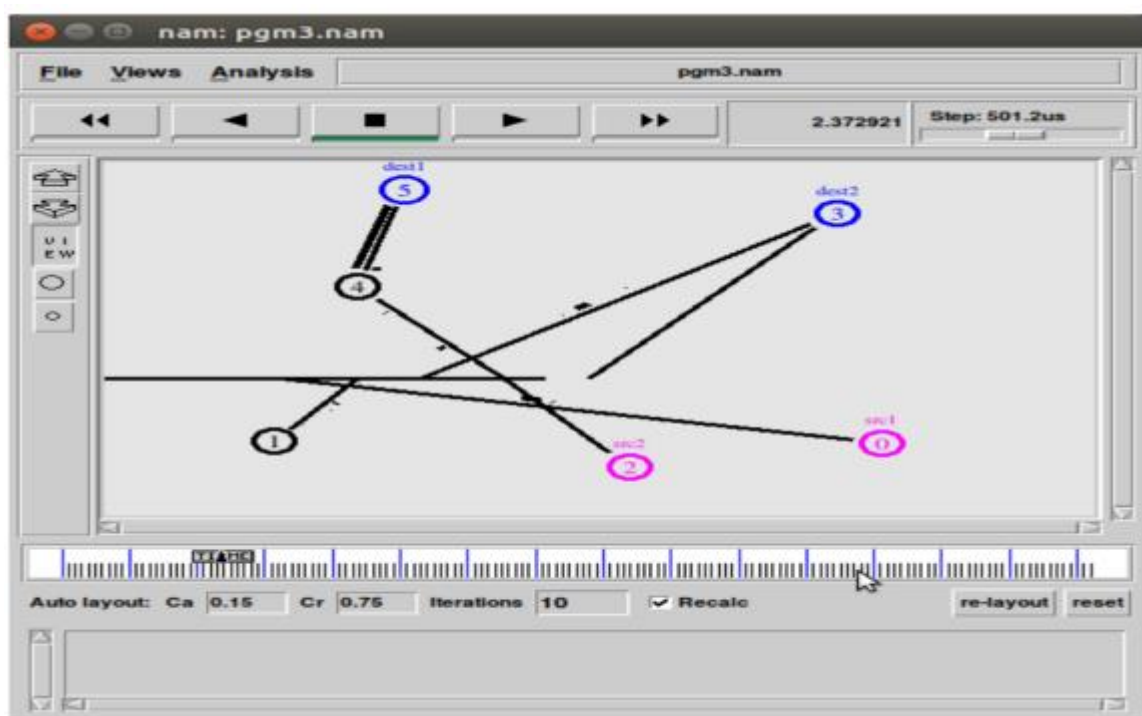 nam: pgm3.nam
File Views Analysis pgm3.nam
2.372921 Step: 501.2us
dest1
5
dest2
3
V I
E W
4
1
src2
2
src1
0
TIME
Auto layout: Ca 0.15 Cr 0.75 Iterations 10 Recalc re-layout reset